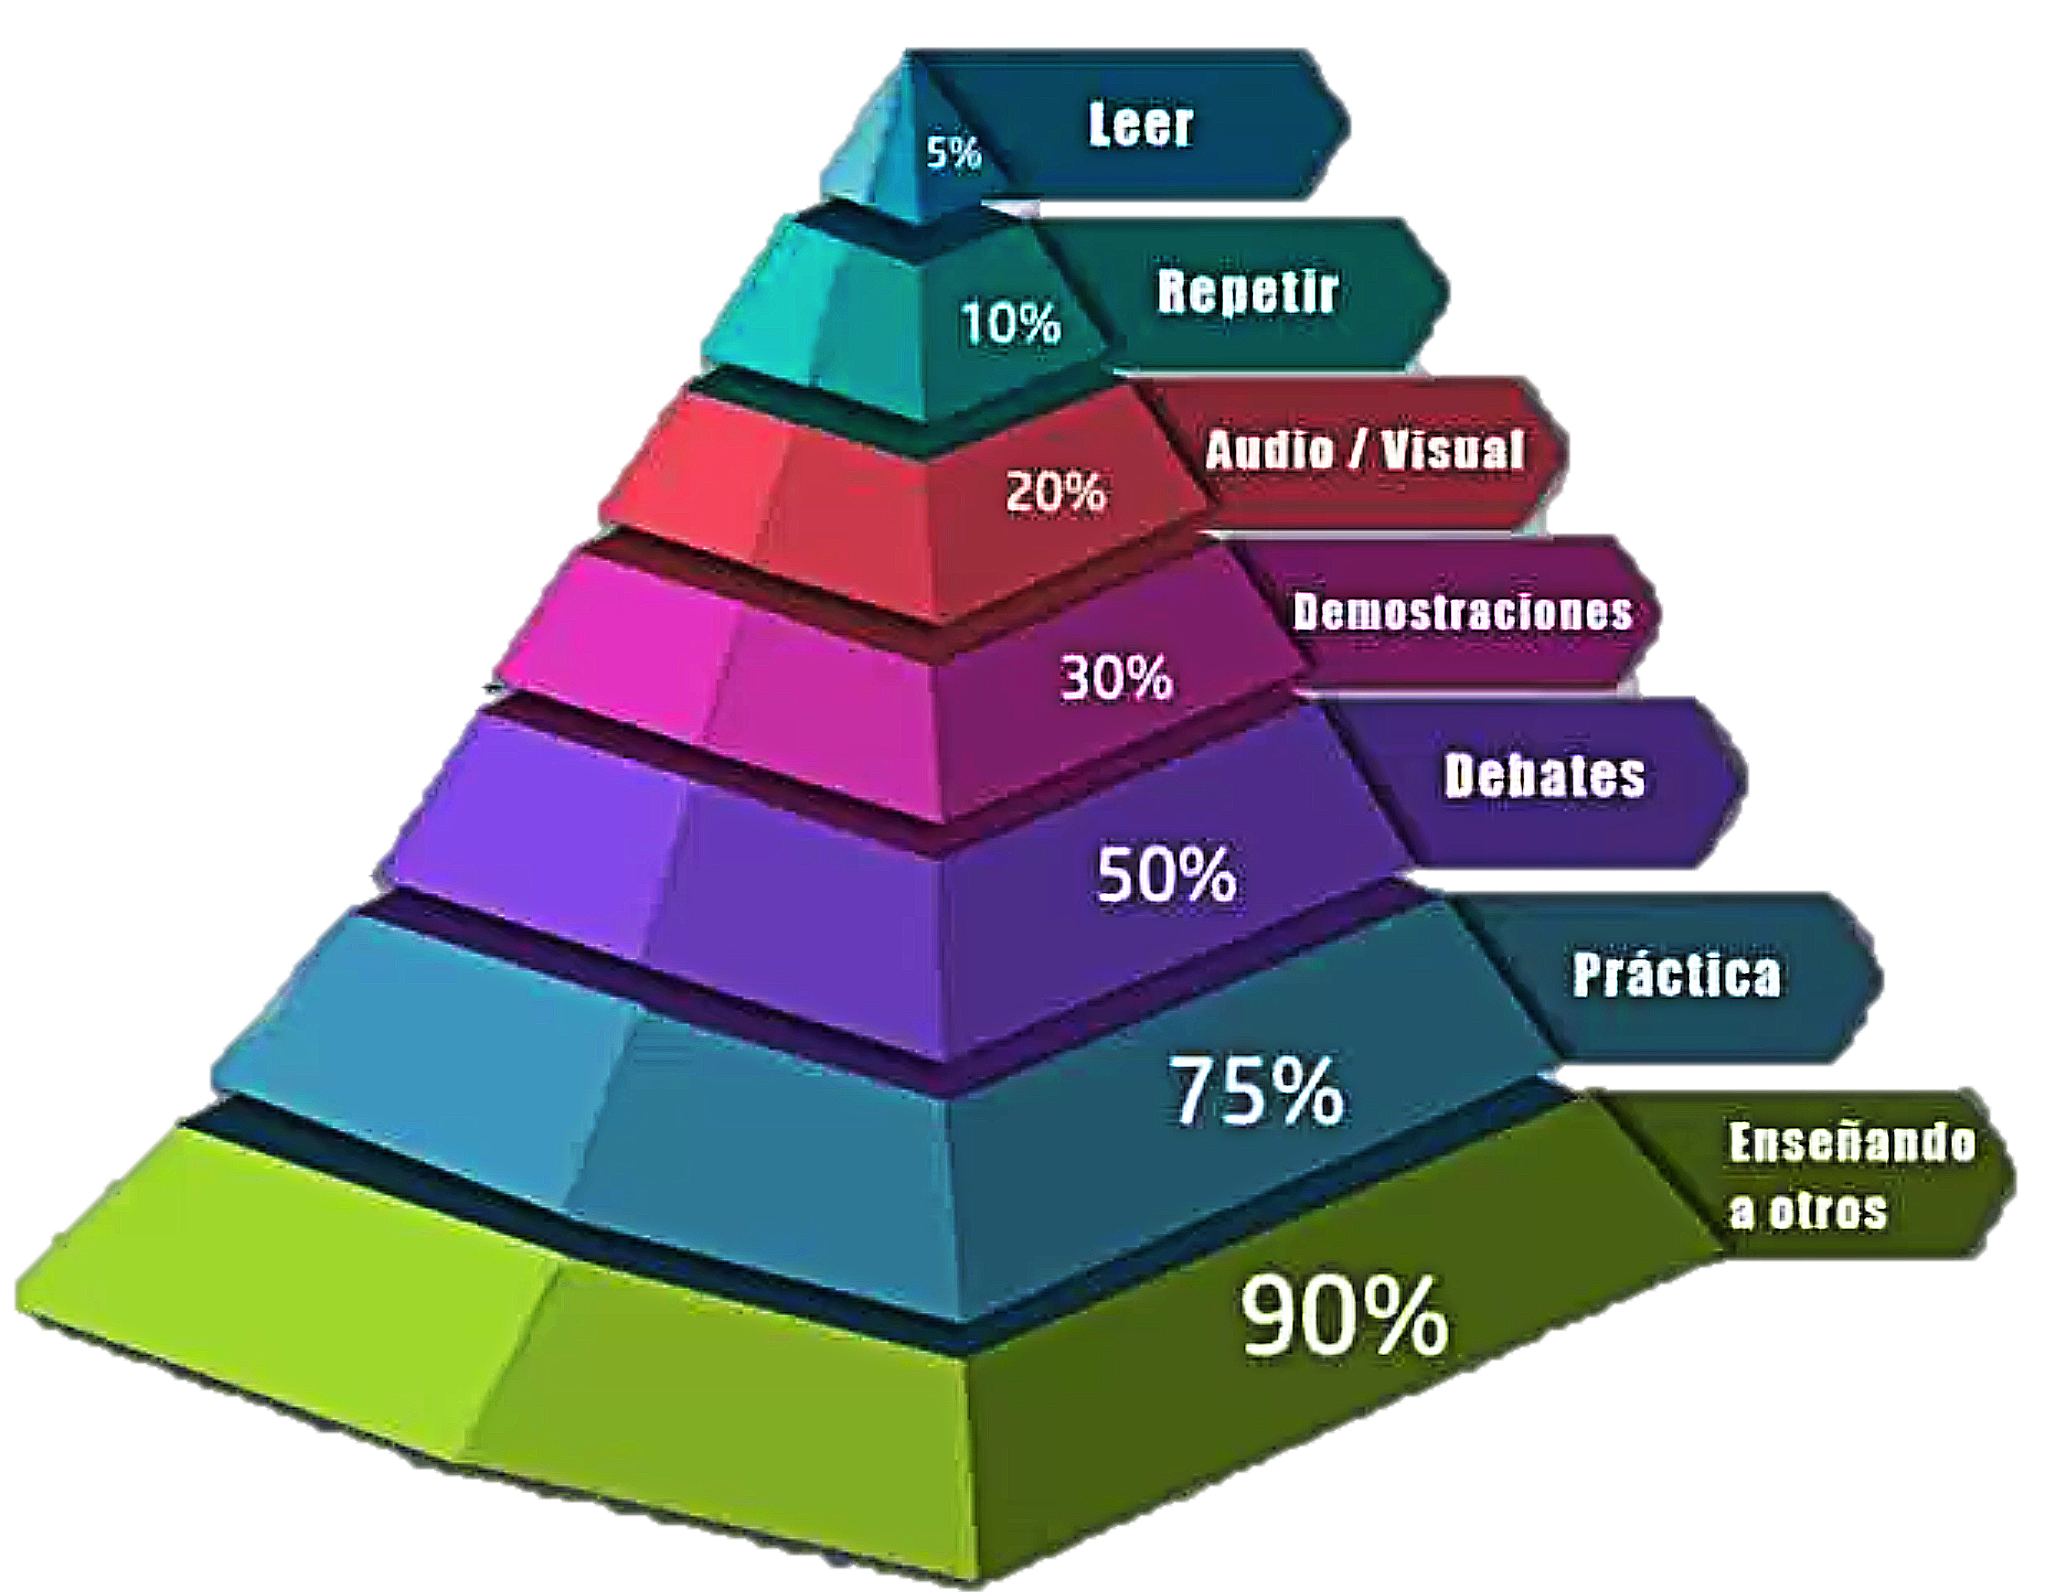 5%
Leer
10%
Repetir
20%
Audio / Visual
30%
Demostraciones
50%
Debates
75%
Práctica
90%
Enseñando
a otros